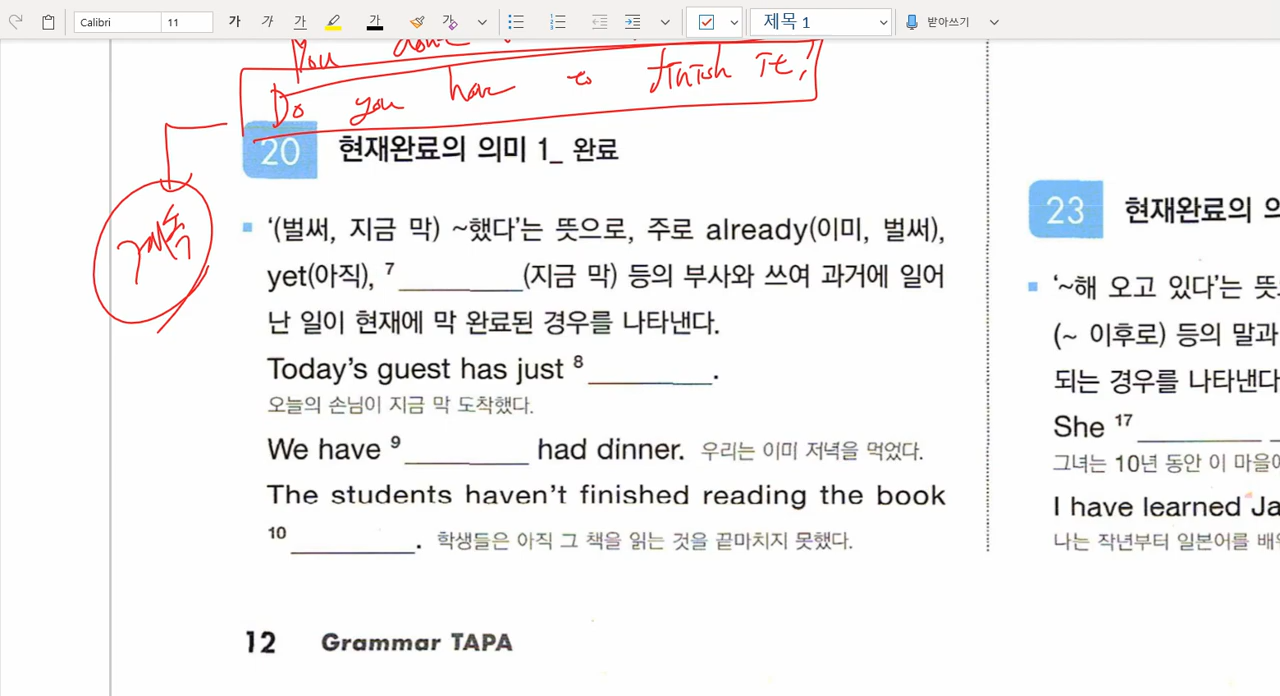 Calibri 11 가 가 가 가 가 제목 1 받아쓰기
You
Do you have to finish it?
20 현재완료의 의미 1_ 완료
계속
'(벌써, 지금 막) ~했다'는 뜻으로, 주로 already(이미, 벌써),
yet(아직), 7 __________(지금 막) 등의 부사와 쓰여 과거에 일어
난 일이 현재에 막 완료된 경우를 나타낸다.
Today's guest has just 8 __________.
오늘의 손님이 지금 막 도착했다.
We have 9 __________ had dinner. 우리는 이미 저녁을 먹었다.
The students haven't finished reading the book
10 __________. 학생들은 아직 그 책을 읽는 것을 끝마치지 못했다.
12 Grammar TAPA
23 현재완료의 의
'~해 오고 있다'는 뜻
(~ 이후로) 등의 말과
되는 경우를 나타낸다
She 17 __________
그녀는 10년 동안 이 마을에
I have learned Ja
나는 작년부터 일본어를 배